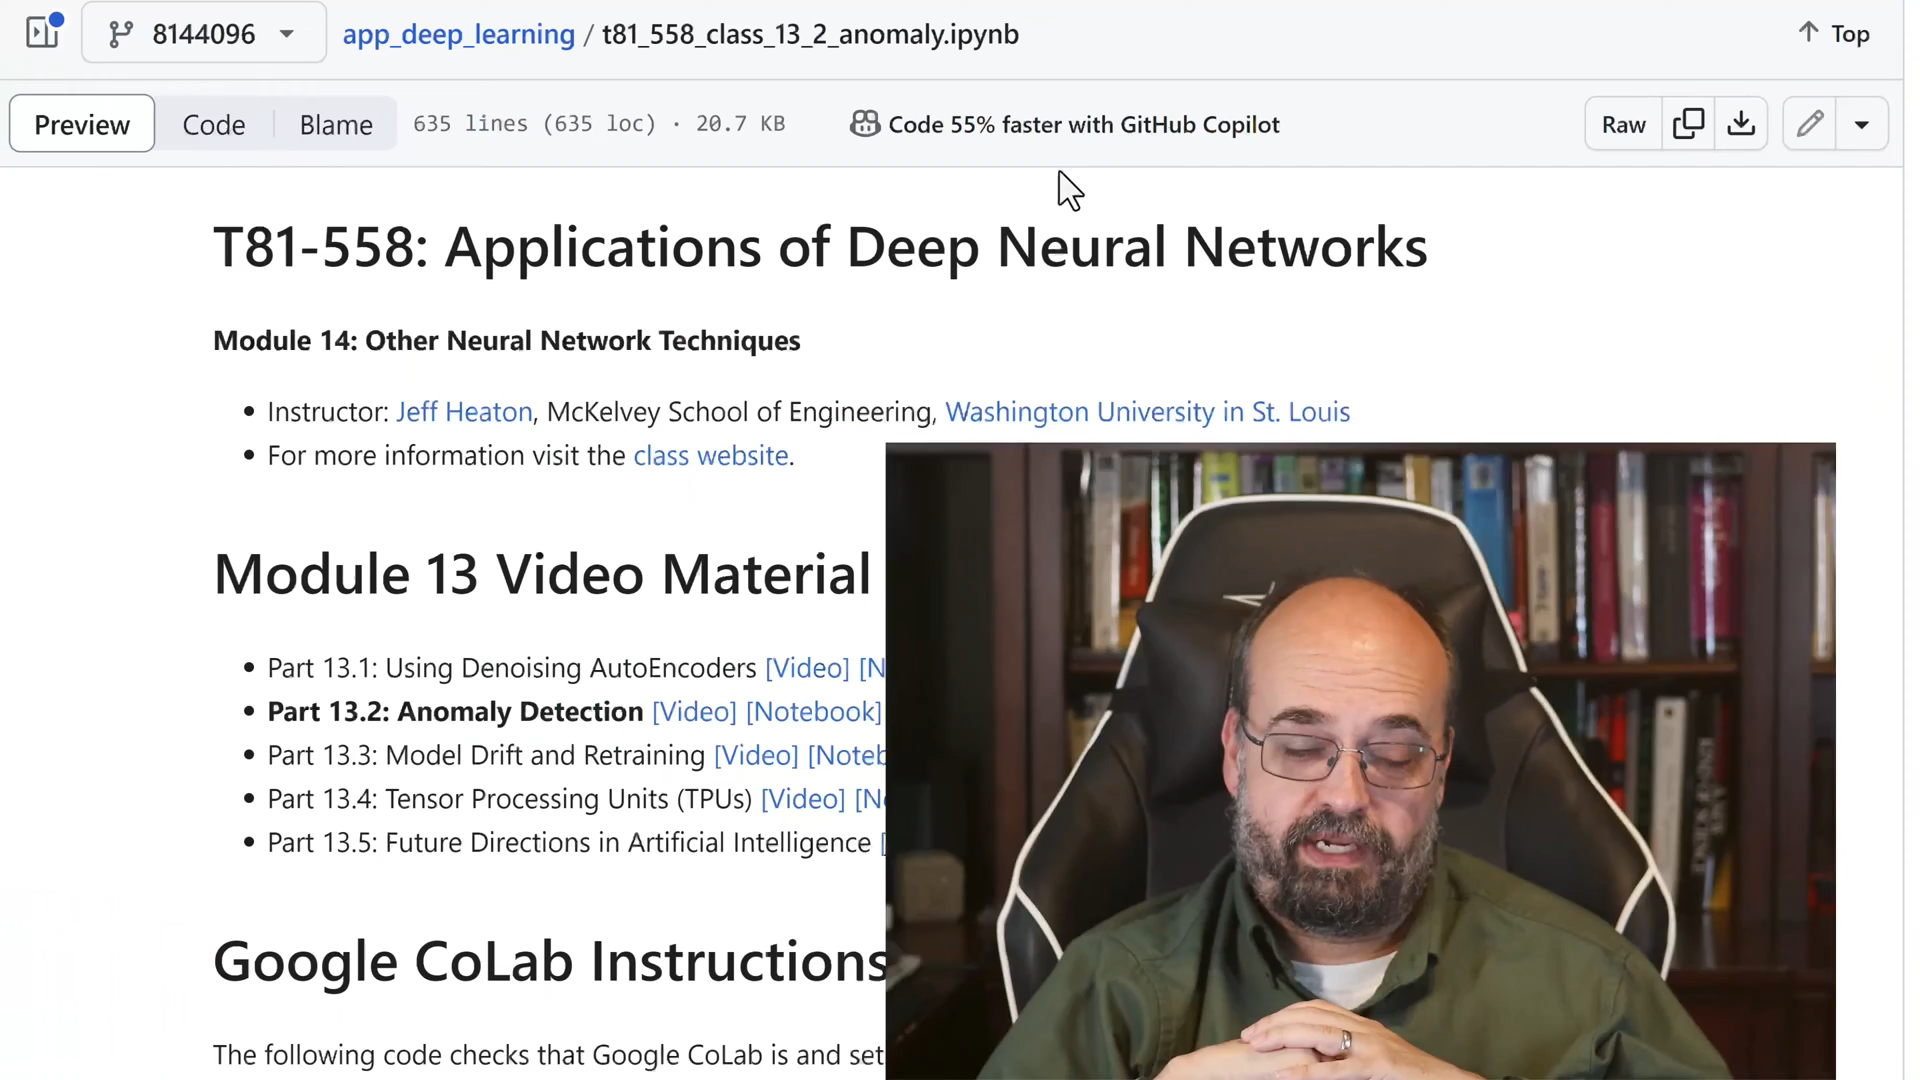 8144096
app_deep_learning / t81_558_class_13_2_anomaly.ipynb
Top
Preview
Code
Blame
635 lines (635 loc) · 20.7 KB
Code 55% faster with GitHub Copilot
Raw
T81-558: Applications of Deep Neural Networks
Module 14: Other Neural Network Techniques
• Instructor: Jeff Heaton, McKelvey School of Engineering, Washington University in St. Louis
• For more information visit the class website.
Module 13 Video Material
• Part 13.1: Using Denoising AutoEncoders [Video] [N
• Part 13.2: Anomaly Detection [Video] [Notebook]
• Part 13.3: Model Drift and Retraining [Video] [Noteb
• Part 13.4: Tensor Processing Units (TPUs) [Video] [No
• Part 13.5: Future Directions in Artificial Intelligence [
Google CoLab Instructions
The following code checks that Google CoLab is and set